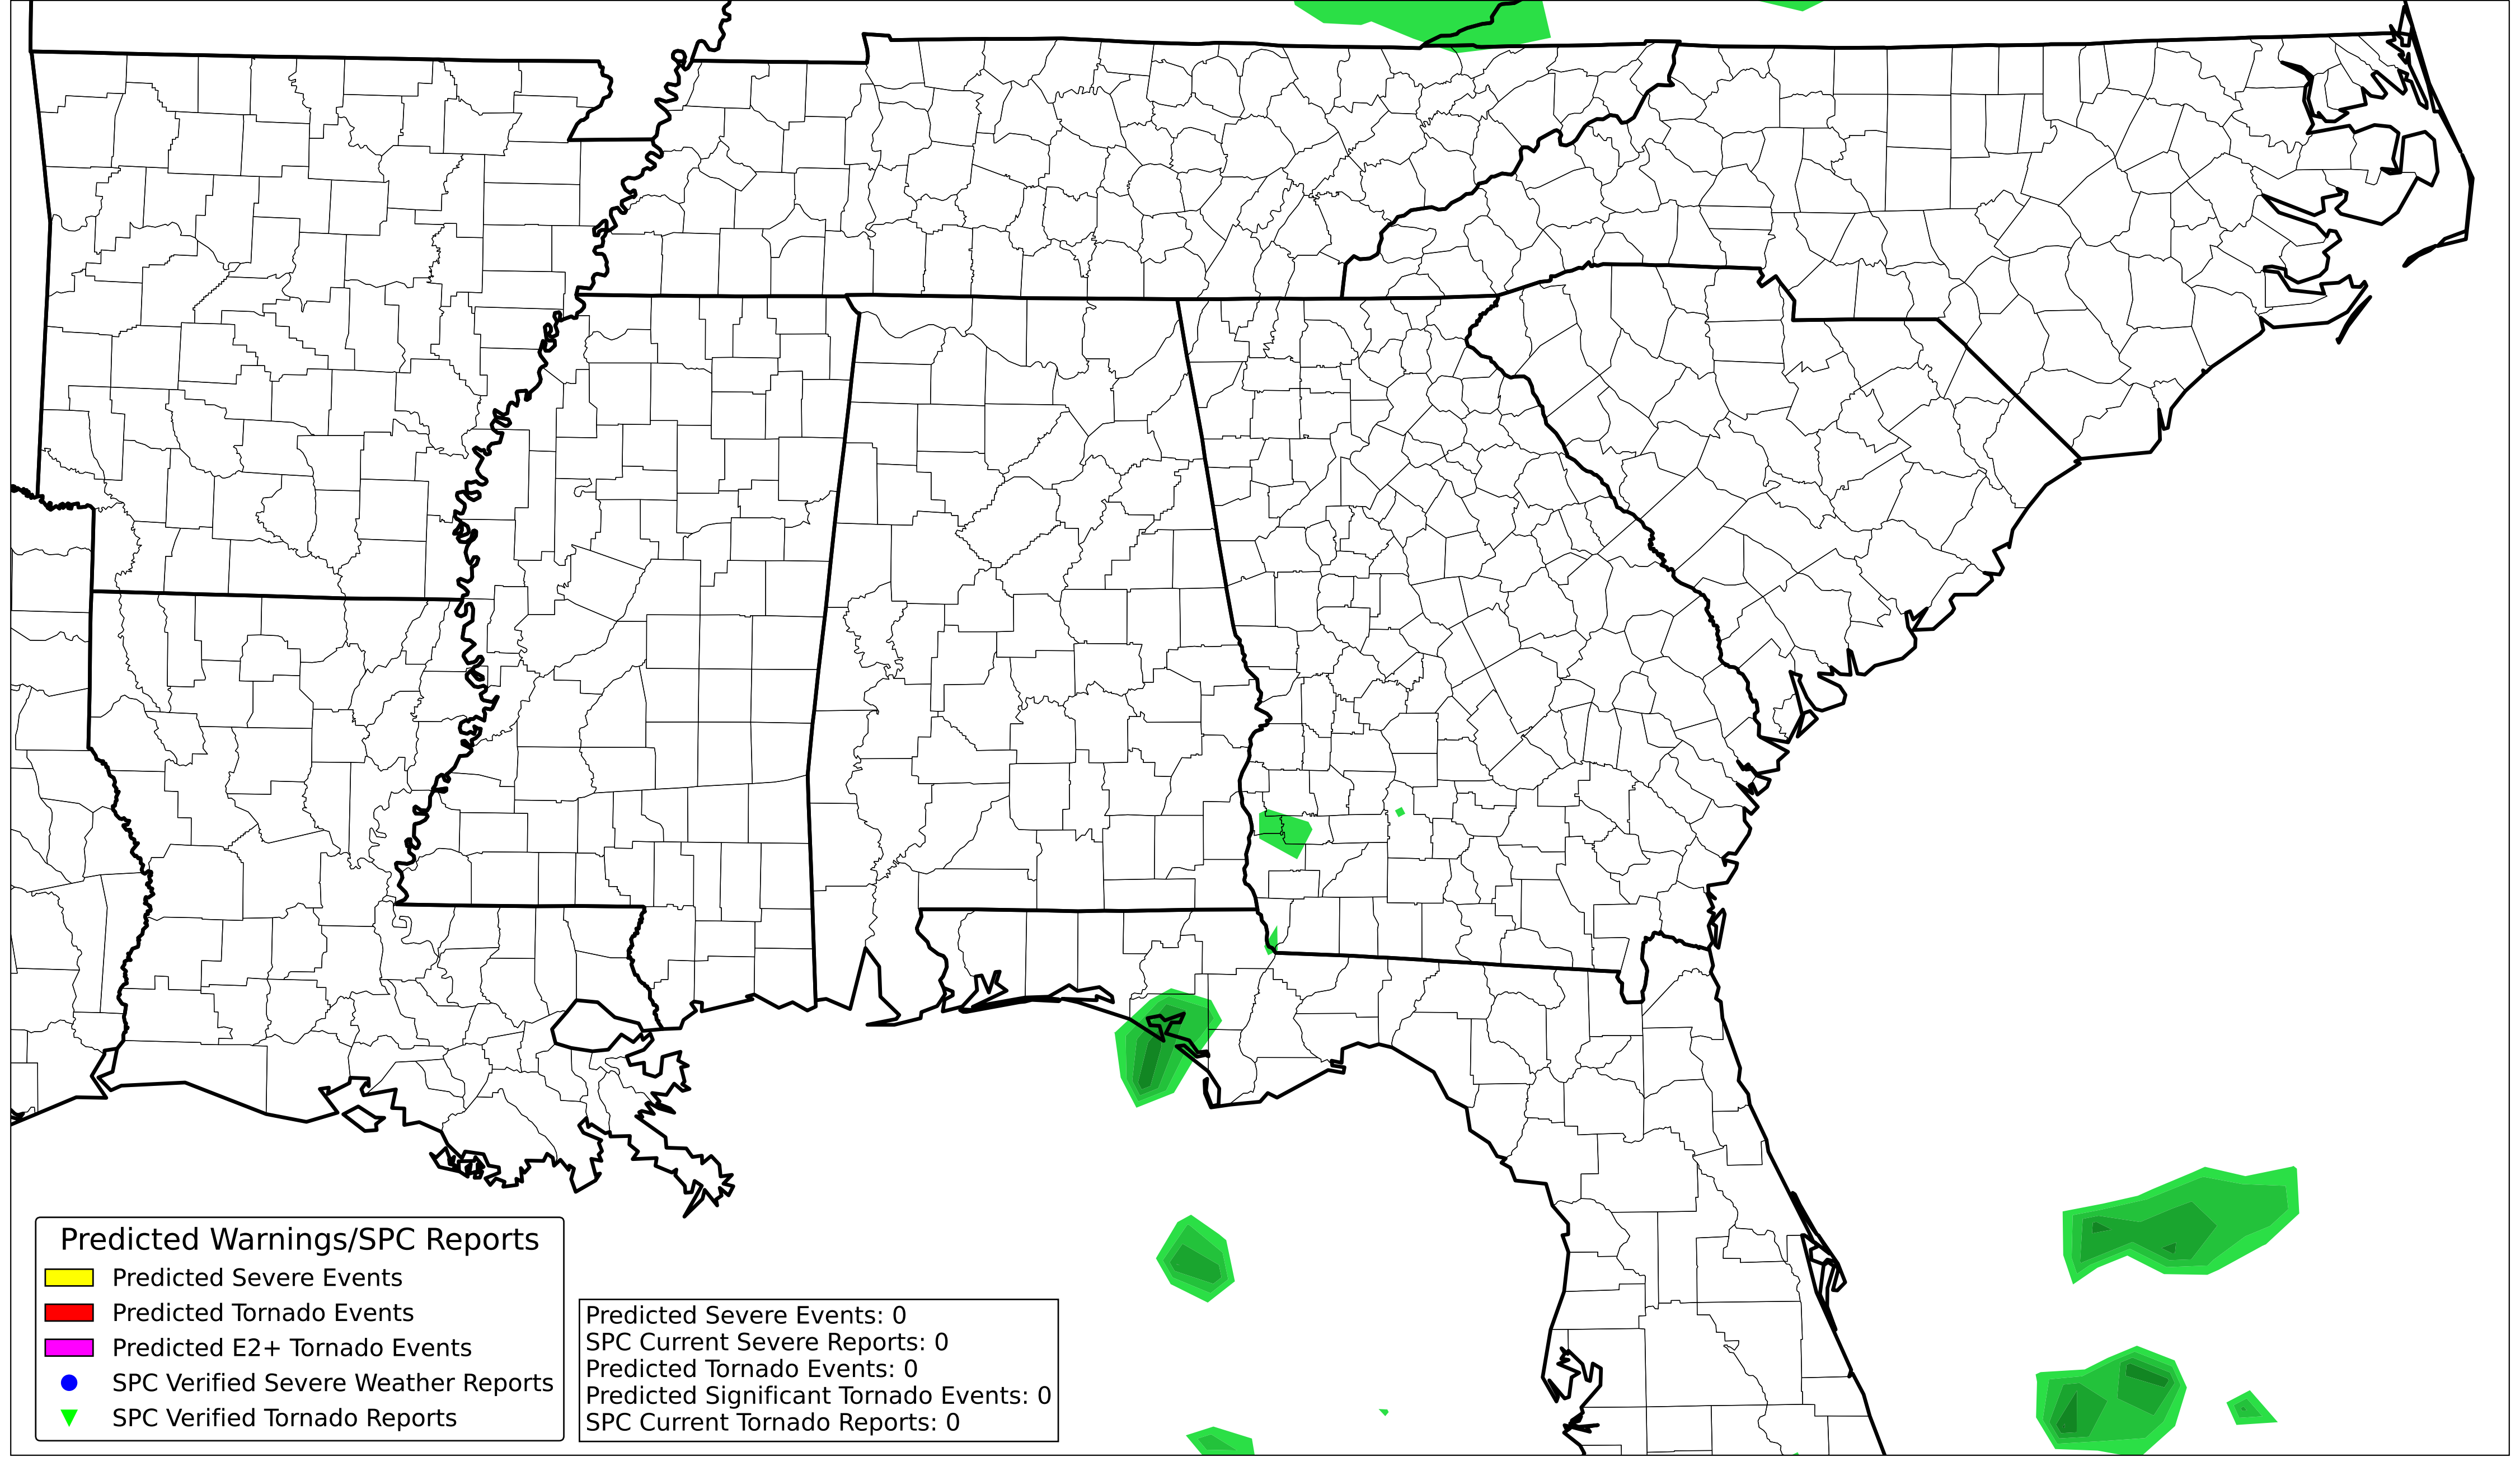 Predicted Warnings/SPC Reports
Predicted Severe Events
Predicted Tornado Events
Predicted E2+ Tornado Events
SPC Verified Severe Weather Reports
SPC Verified Tornado Reports
Predicted Severe Events: 0
SPC Current Severe Reports: 0
Predicted Tornado Events: 0
Predicted Significant Tornado Events: 0
SPC Current Tornado Reports: 0